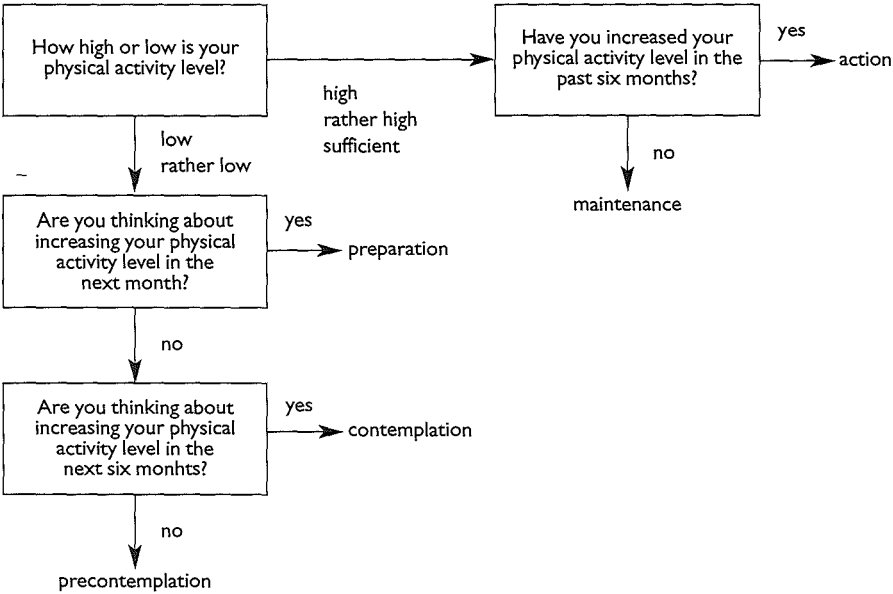 How high or low is your
physical activity level?
high
rather high
sufficient
Have you increased your
physical activity level in the
past six months?
yes
action
no
maintenance
low
rather low
Are you thinking about
increasing your physical
activity level in the
next month?
yes
preparation
no
Are you thinking about
increasing your physical
activity level in the
next six monhts?
yes
contemplation
no
precontemplation